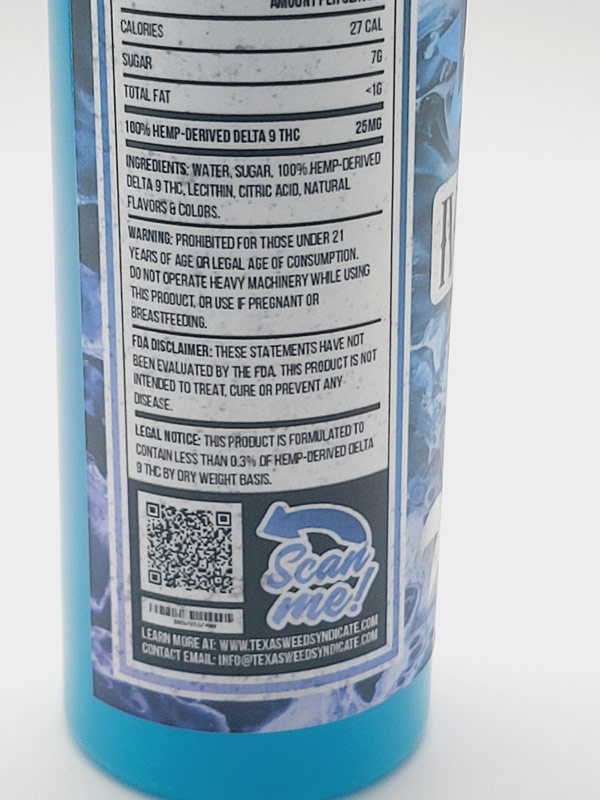 AMOUNT PER
CALORIES 27 CAL
SUGAR 7G
TOTAL FAT <1G
100% HEMP-DERIVED DELTA 9 THC 25MG
INGREDIENTS: WATER, SUGAR, 100% HEMP-DERIVED
DELTA 9 THC, LECITHIN, CITRIC ACID, NATURAL
FLAVORS & COLORS.
WARNING: PROHIBITED FOR THOSE UNDER 21
YEARS OF AGE OR LEGAL AGE OF CONSUMPTION.
DO NOT OPERATE HEAVY MACHINERY WHILE USING
THIS PRODUCT, OR USE IF PREGNANT OR
BREASTFEEDING.
FDA DISCLAIMER: THESE STATEMENTS HAVE NOT
BEEN EVALUATED BY THE FDA. THIS PRODUCT IS NOT
INTENDED TO TREAT, CURE OR PREVENT ANY
DISEASE.
LEGAL NOTICE: THIS PRODUCT IS FORMULATED TO
CONTAIN LESS THAN 0.3% OF HEMP-DERIVED DELTA
9 THC BY DRY WEIGHT BASIS.
Scan
me!
LEARN MORE AT: WWW.TEXASWEEDSYNDICATE.COM
CONTACT EMAIL: INFO@TEXASWEEDSYNDICATE.COM